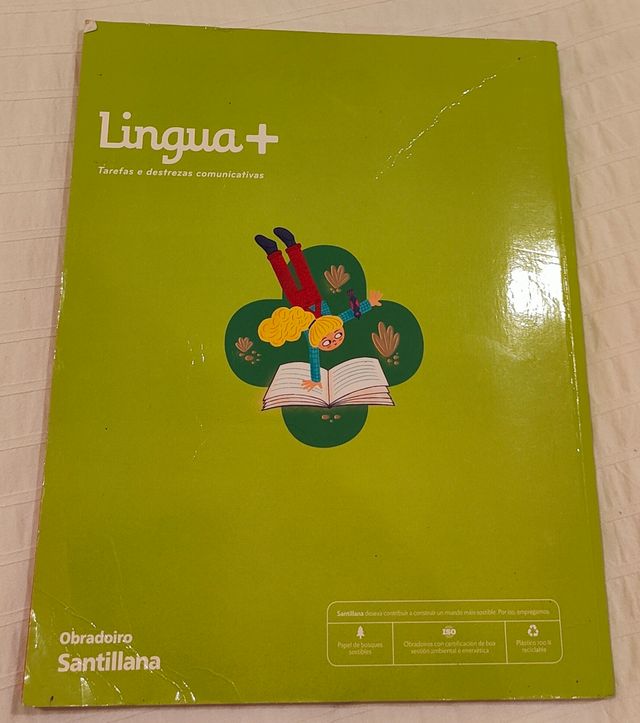 Lingua+
Tarefas e destrezas comunicativas
Obradoiro
Santillana
Santillana desexa contribuír a construír un mundo máis sostible. Por iso, empregamos:
Papel de bosques
sostibles
ISO
Obradoiros con certificación de boa
xestión ambiental e enerxética
Plástico 100 %
reciclable